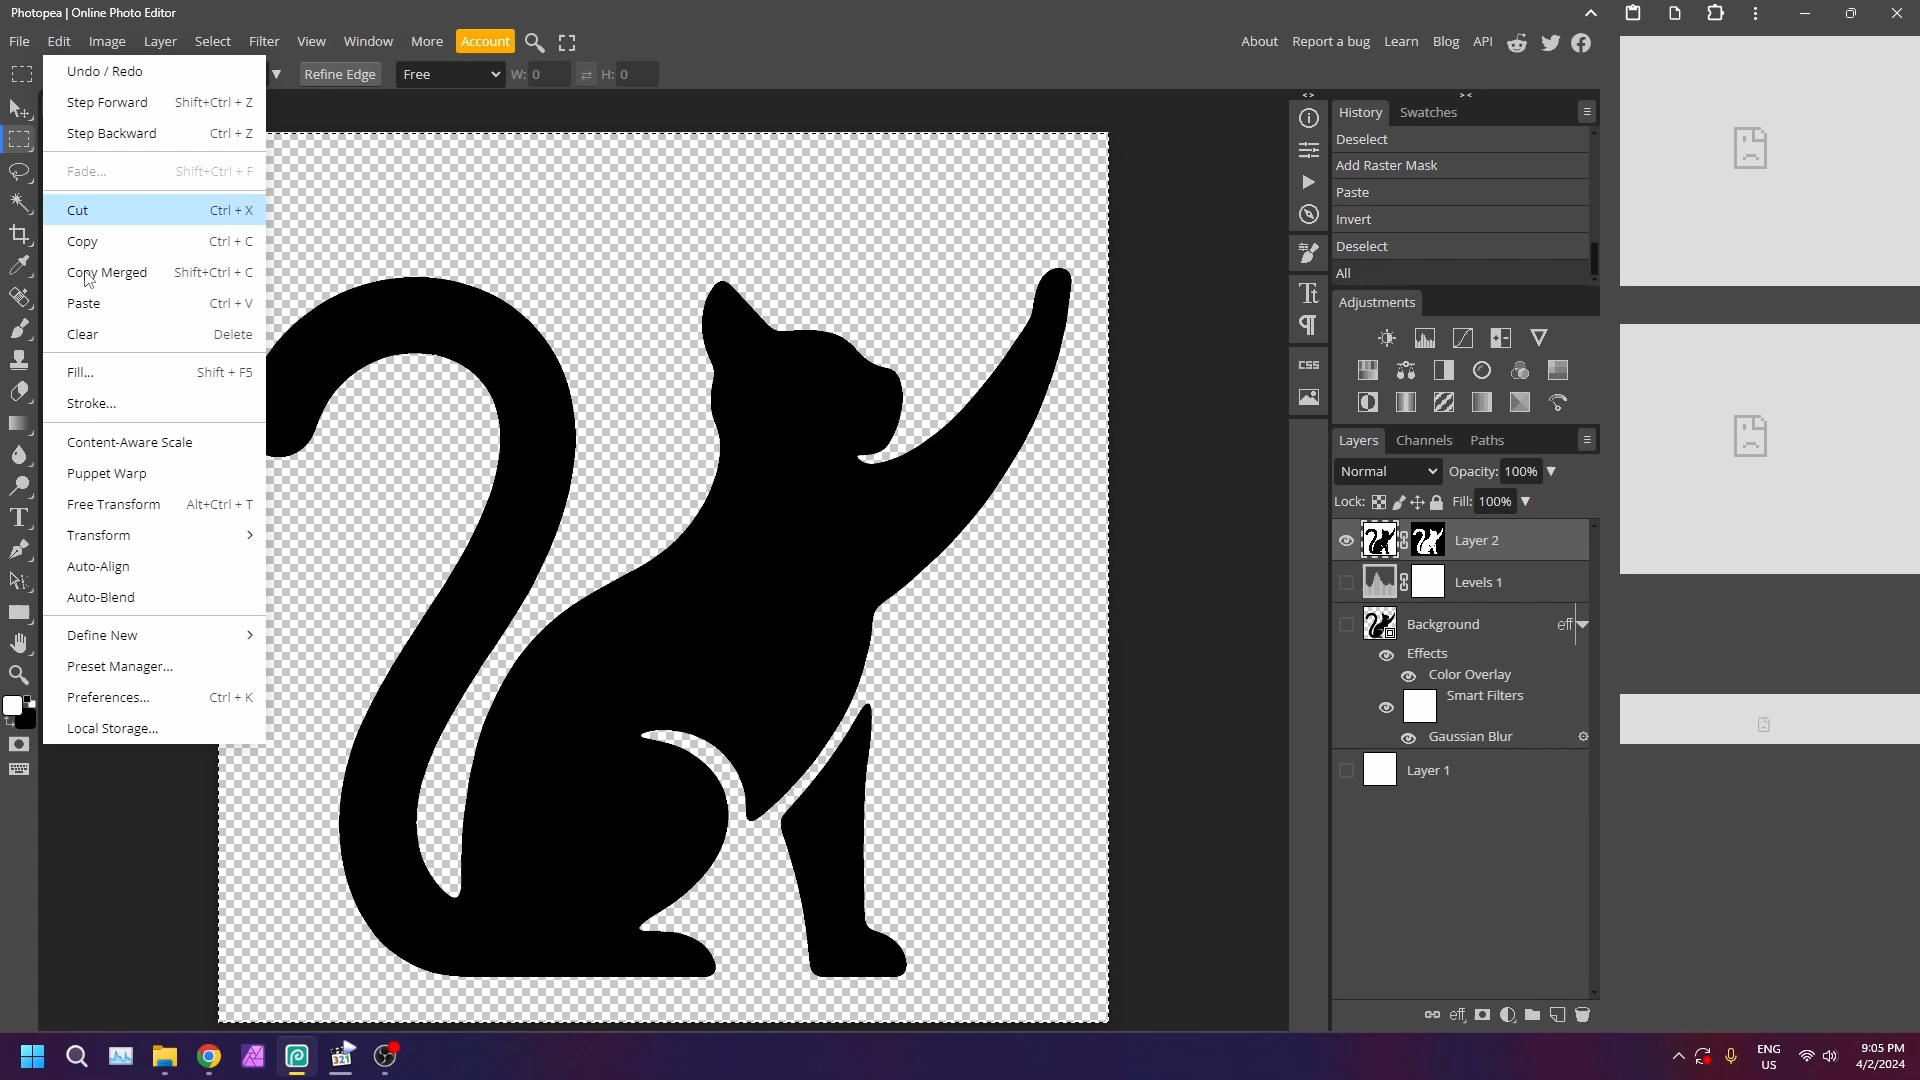 Photopea | Online Photo Editor
File Edit Image Layer Select Filter View Window More Account
About Report a bug Learn Blog API
Refine Edge Free W: 0 H: 0
Undo / Redo
Step Forward Shift+Ctrl + Z
Step Backward Ctrl + Z
Fade... Shift+Ctrl + F
Cut Ctrl + X
Copy Ctrl + C
Copy Merged Shift+Ctrl + C
Paste Ctrl + V
Clear Delete
Fill... Shift + F5
Stroke...
Content-Aware Scale
Puppet Warp
Free Transform Alt+Ctrl + T
Transform
Auto-Align
Auto-Blend
Define New
Preset Manager...
Preferences... Ctrl + K
Local Storage...
History Swatches
Deselect
Add Raster Mask
Paste
Invert
Deselect
All
CSS
Adjustments
Layers Channels Paths
Normal Opacity: 100%
Lock: Fill: 100%
Layer 2
Levels 1
Background eff
Effects
Color Overlay
Smart Filters
Gaussian Blur
Layer 1
eff
321
ENG
US
9:05 PM
4/2/2024